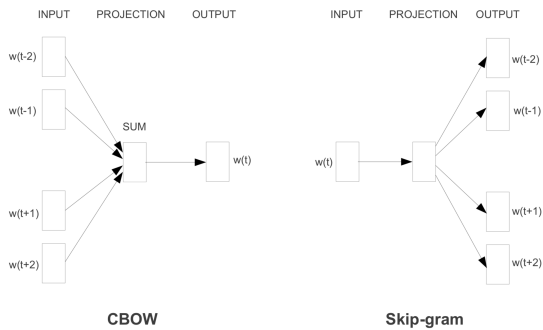 INPUT PROJECTION OUTPUT
w(t-2)
w(t-1)
SUM
w(t)
w(t+1)
w(t+2)
CBOW
INPUT PROJECTION OUTPUT
w(t-2)
w(t-1)
w(t)
w(t+1)
w(t+2)
Skip-gram